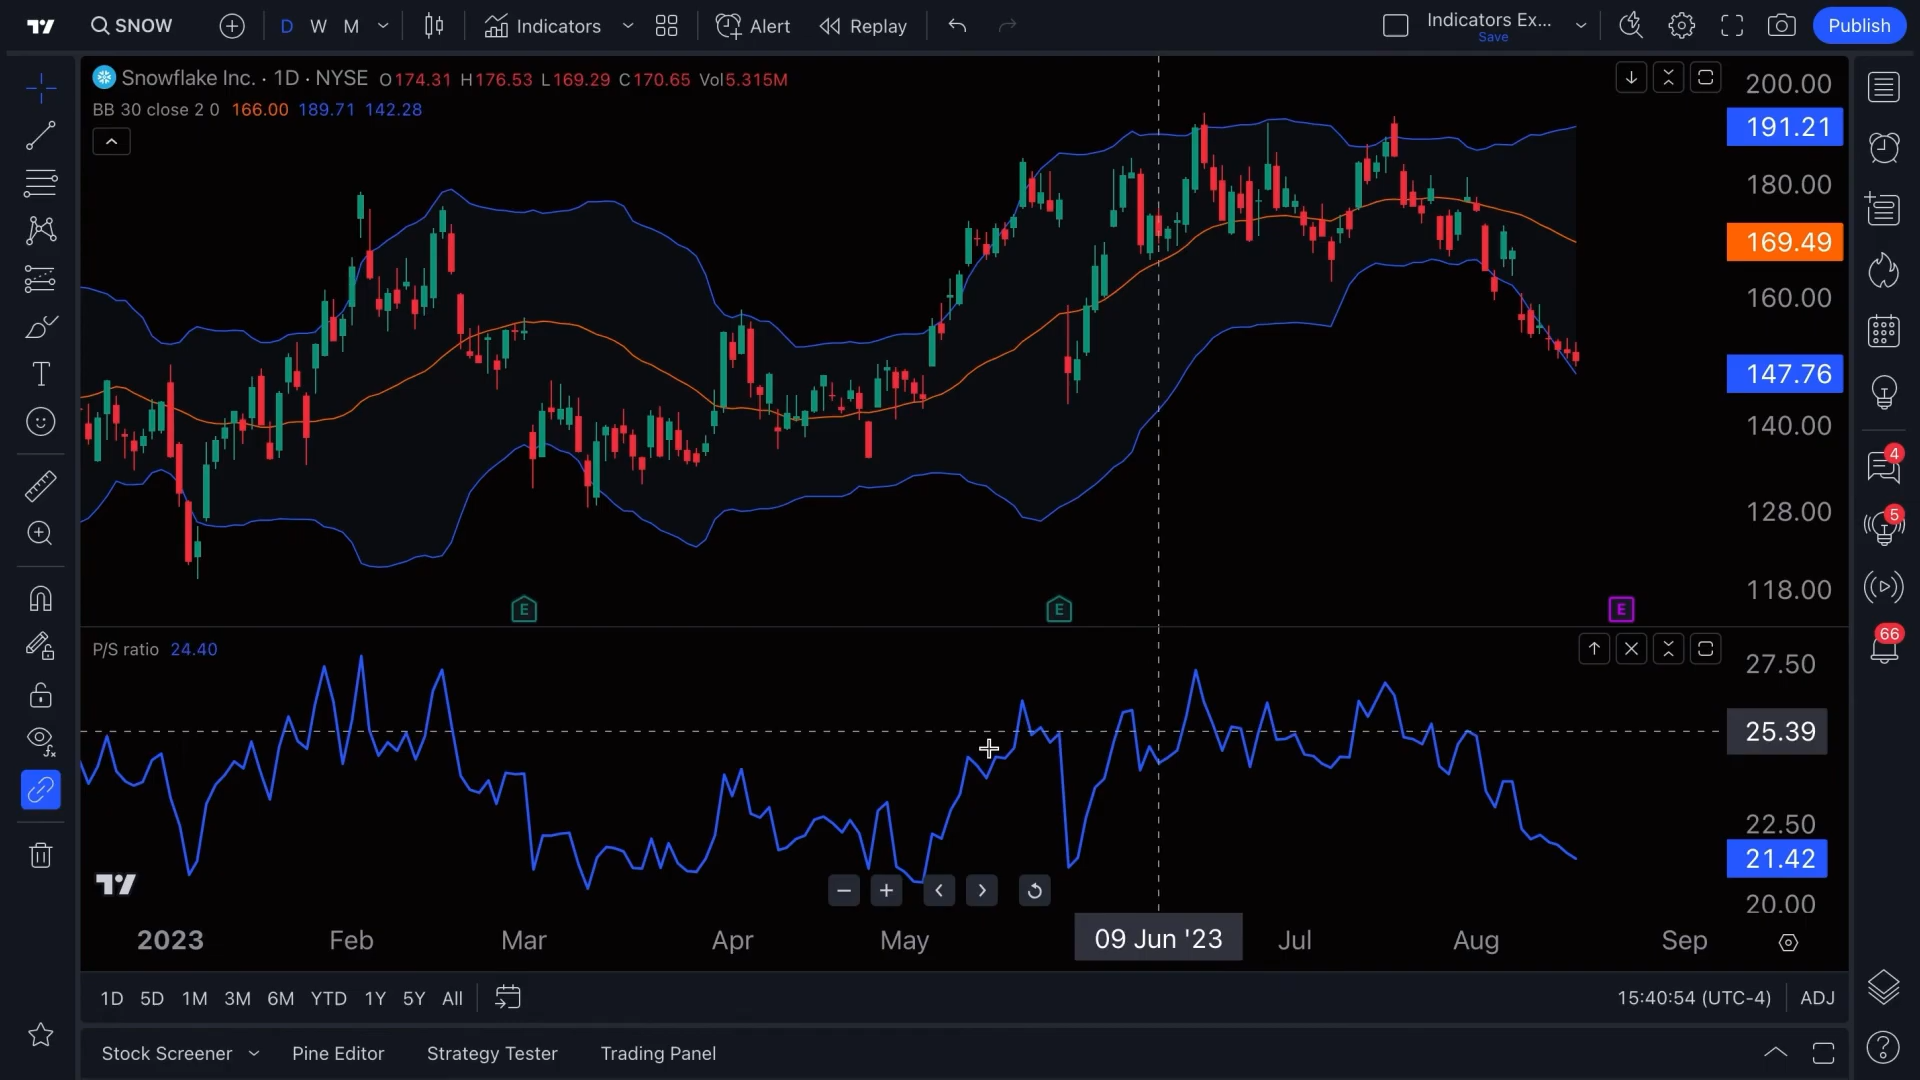 SNOW D W M Indicators Alert Replay Indicators Ex... Publish
Save
Snowflake Inc. · 1D · NYSE O174.31 H176.53 L169.29 C170.65 Vol5.315M
BB 30 close 2 0 166.00 189.71 142.28
200.00
191.21
180.00
169.49
160.00
147.76
140.00
128.00
118.00
E E E
4
5
66
P/S ratio 24.40
27.50
25.39
22.50
21.42
20.00
2023 Feb Mar Apr May 09 Jun '23 Jul Aug Sep
1D 5D 1M 3M 6M YTD 1Y 5Y All 15:40:54 (UTC-4) ADJ
Stock Screener Pine Editor Strategy Tester Trading Panel